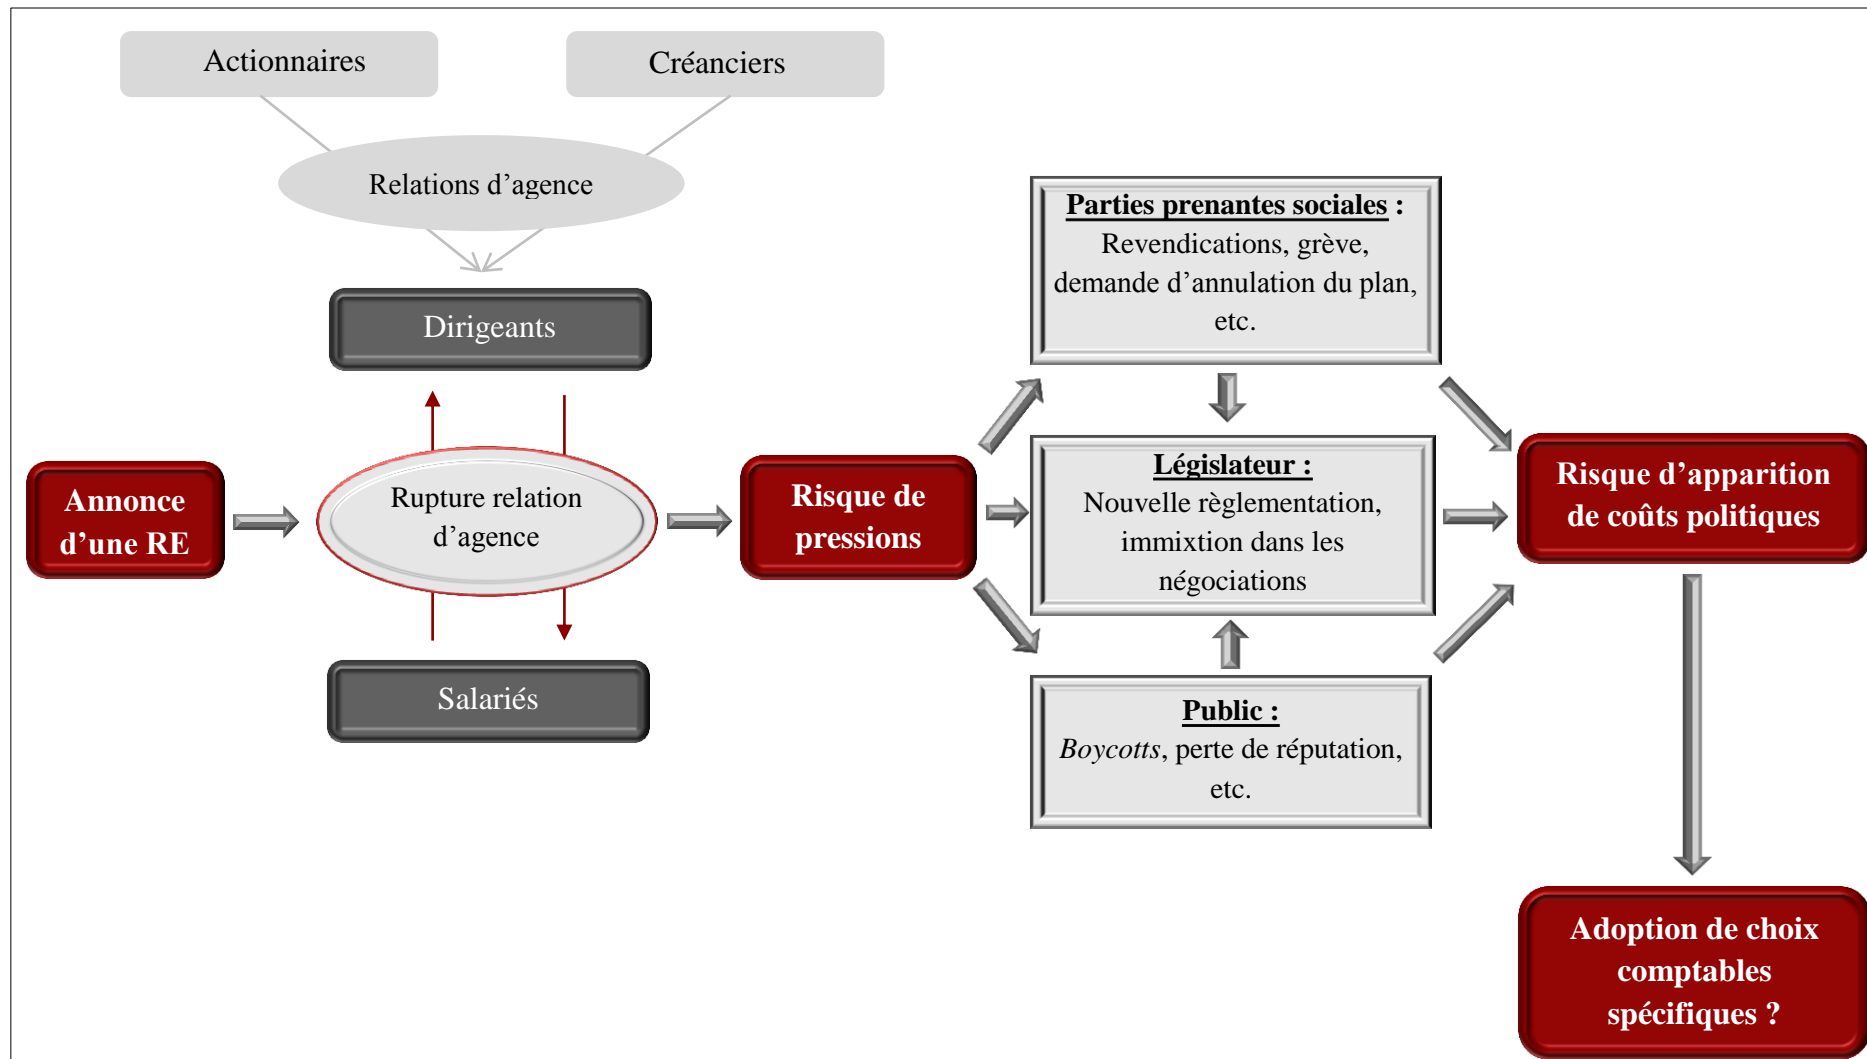 Actionnaires
Créanciers
Relations d’agence
Dirigeants
Annonce
d’une RE
Rupture relation
d’agence
Salariés
Risque de
pressions
Parties prenantes sociales :
Revendications, grève,
demande d’annulation du plan,
etc.
Législateur :
Nouvelle règlementation,
immixtion dans les
négociations
Public :
Boycotts, perte de réputation,
etc.
Risque d’apparition
de coûts politiques
Adoption de choix
comptables
spécifiques ?